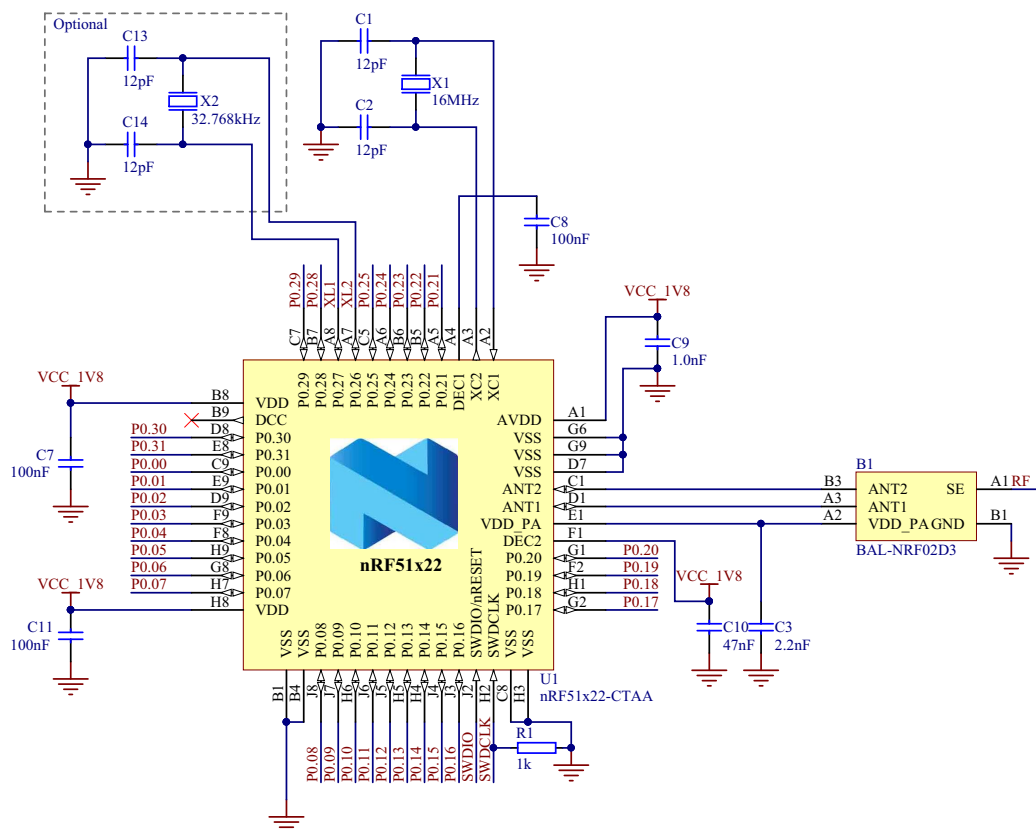 Optional
C13
12pF
X2
32.768kHz
C14
12pF
C1
12pF
X1
16MHz
C2
12pF
C8
100nF
P0.29
P0.28
XL1
XL2
P0.25
P0.24
P0.23
P0.22
P0.21
C7
B7
A8
A7
C5
A6
B6
B5
A5
A4
A3
A2
P0.29
P0.28
P0.27
P0.26
P0.25
P0.24
P0.23
P0.22
P0.21
DEC1
XC2
XC1
VCC_1V8
C9
1.0nF
VCC_1V8
C7
100nF
B8 VDD
B9 DCC
P0.30 D8 P0.30
P0.31 E8 P0.31
P0.00 C9 P0.00
P0.01 E9 P0.01
P0.02 D9 P0.02
P0.03 F9 P0.03
P0.04 F8 P0.04
P0.05 H9 P0.05
P0.06 G8 P0.06
P0.07 H7 P0.07
H8 VDD
VCC_1V8
C11
100nF
nRF51x22
AVDD A1
VSS G6
VSS G9
VSS D7
ANT2 C1
ANT1 D1
VDD_PA E1
DEC2 F1
P0.20 G1 P0.20
P0.19 F2 P0.19
P0.18 H1 P0.18
P0.17 G2 P0.17
B1
B3 ANT2 SE A1 RF
A3 ANT1
A2 VDD_PA GND B1
BAL-NRF02D3
VCC_1V8
C10
47nF
C3
2.2nF
VSS
VSS
P0.08
P0.09
P0.10
P0.11
P0.12
P0.13
P0.14
P0.15
P0.16
SWDIO/nRESET
SWDCLK
VSS
VSS
U1
nRF51x22-CTAA
B1
B4
J8
J7
H6
J6
J5
H5
H4
J4
J3
J2
H2
C8
H3
P0.08
P0.09
P0.10
P0.11
P0.12
P0.13
P0.14
P0.15
P0.16
SWDIO
SWDCLK
R1
1k